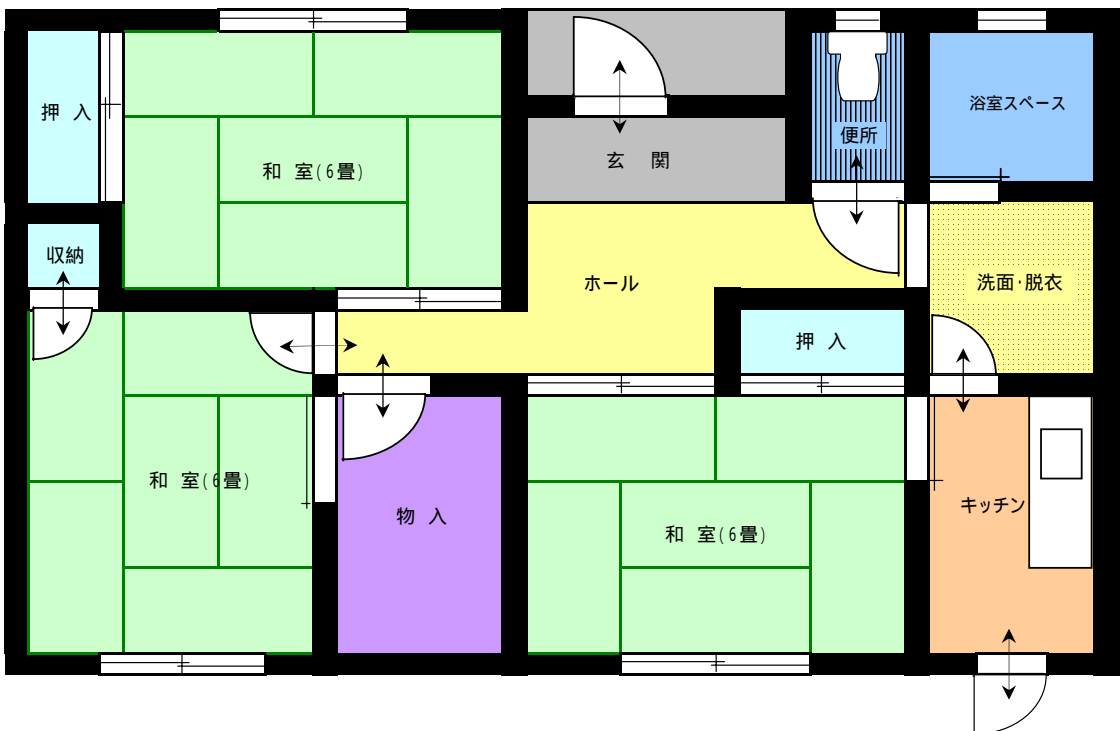 押 入
和 室(6畳)
玄 関
便所
浴室スペース
収納
ホール
洗面・脱衣
押 入
和 室(6畳)
物 入
和 室(6畳)
キッチン